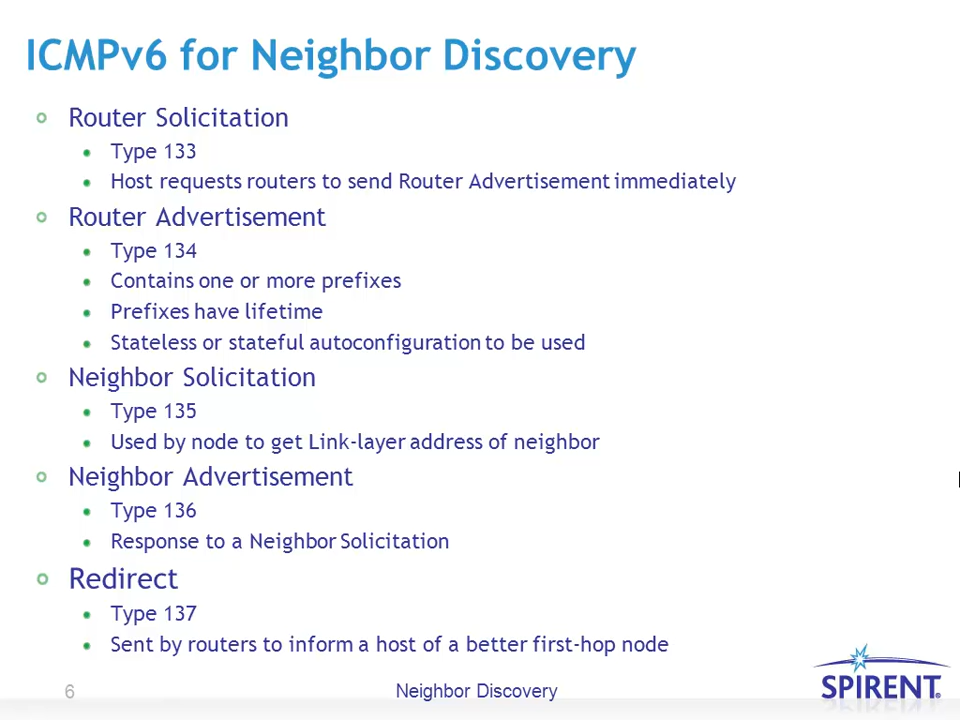 ICMPv6 for Neighbor Discovery
Router Solicitation
Type 133
Host requests routers to send Router Advertisement immediately
Router Advertisement
Type 134
Contains one or more prefixes
Prefixes have lifetime
Stateless or stateful autoconfiguration to be used
Neighbor Solicitation
Type 135
Used by node to get Link-layer address of neighbor
Neighbor Advertisement
Type 136
Response to a Neighbor Solicitation
Redirect
Type 137
Sent by routers to inform a host of a better first-hop node
6
Neighbor Discovery
SPIRENT®